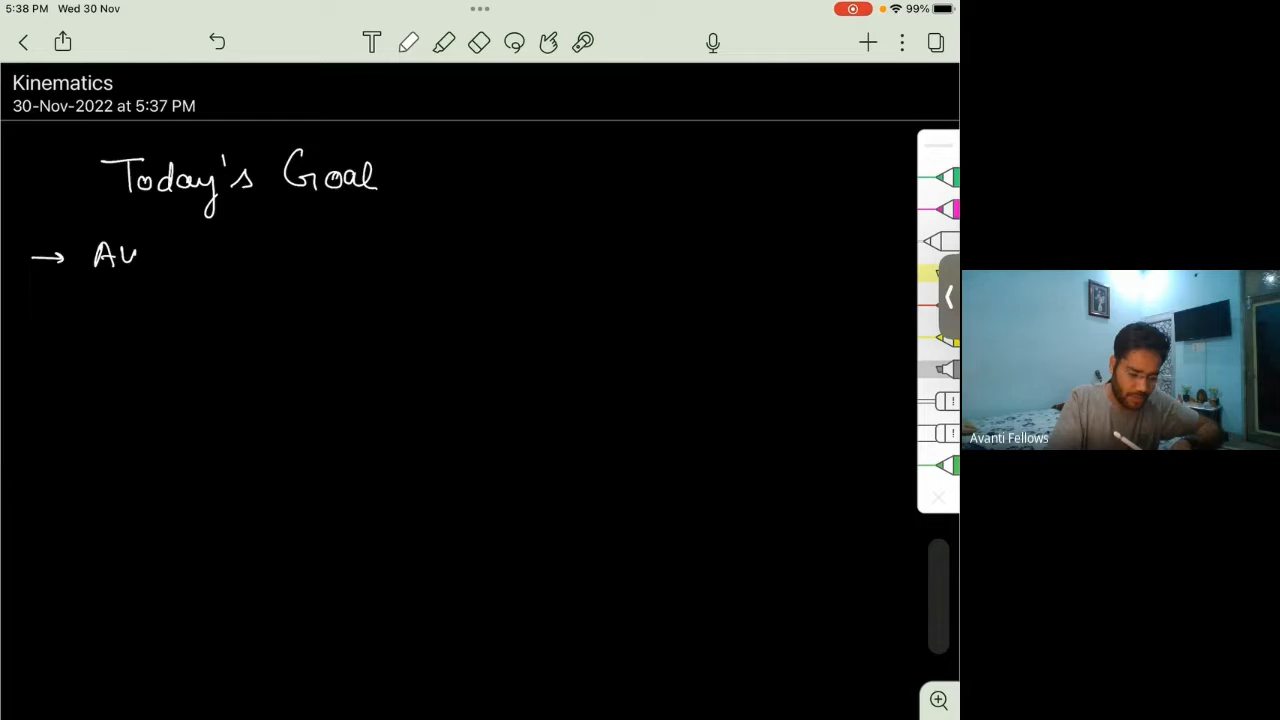 5:38 PM Wed 30 Nov
99%
T
Kinematics
30-Nov-2022 at 5:37 PM
Today's Goal
→ Av
Avanti Fellows